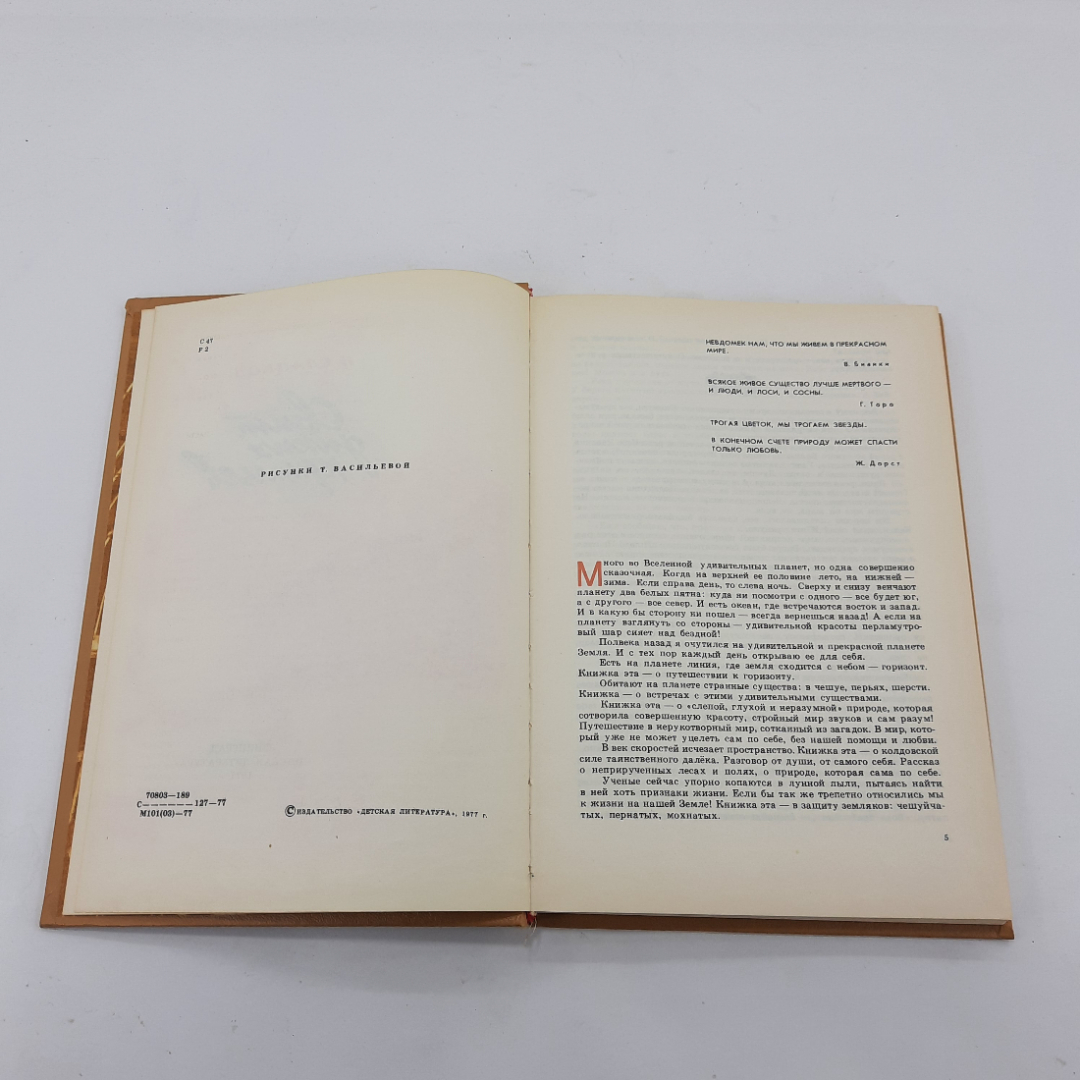 С 47
Р 2
РИСУНКИ Т. ВАСИЛЬЕВОЙ
70803—189
С—————127—77
М101(03)—77
© ИЗДАТЕЛЬСТВО «ДЕТСКАЯ ЛИТЕРАТУРА», 1977 г.
НЕВДОМЕК НАМ, ЧТО МЫ ЖИВЕМ В ПРЕКРАСНОМ
МИРЕ.
В. Бианки
ВСЯКОЕ ЖИВОЕ СУЩЕСТВО ЛУЧШЕ МЕРТВОГО —
И ЛЮДИ, И ЛОСИ, И СОСНЫ.
Г. Торо
ТРОГАЯ ЦВЕТОК, МЫ ТРОГАЕМ ЗВЕЗДЫ.
В КОНЕЧНОМ СЧЕТЕ ПРИРОДУ МОЖЕТ СПАСТИ
ТОЛЬКО ЛЮБОВЬ.
Ж. Дорст
Много во Вселенной удивительных планет, но одна совершенно
сказочная. Когда на верхней ее половине лето, на нижней —
зима. Если справа день, то слева ночь. Сверху и снизу венчают
планету два белых пятна: куда ни посмотри с одного — все будет юг,
а с другого — все север. И есть океан, где встречаются восток и запад.
И в какую бы сторону ни пошел — всегда вернешься назад! А если на
планету взглянуть со стороны — удивительной красоты перламутро-
вый шар сияет над бездной!
Полвека назад я очутился на удивительной и прекрасной планете
Земля. И с тех пор каждый день открываю ее для себя.
Есть на планете линия, где земля сходится с небом — горизонт.
Книжка эта — о путешествии к горизонту.
Обитают на планете странные существа: в чешуе, перьях, шерсти.
Книжка — о встречах с этими удивительными существами.
Книжка эта — о «слепой, глухой и неразумной» природе, которая
сотворила совершенную красоту, стройный мир звуков и сам разум!
Путешествие в нерукотворный мир, сотканный из загадок. В мир, кото-
рый уже не может уцелеть сам по себе, без нашей помощи и любви.
В век скоростей исчезает пространство. Книжка эта — о колдовской
силе таинственного далёка. Разговор от души, от самого себя. Рассказ
о неприрученных лесах и полях, о природе, которая сама по себе.
Ученые сейчас упорно копаются в лунной пыли, пытаясь найти
в ней хоть признаки жизни. Если бы так же трепетно относились мы
к жизни на нашей Земле! Книжка эта — в защиту земляков: чешуйча-
тых, пернатых, мохнатых.
5